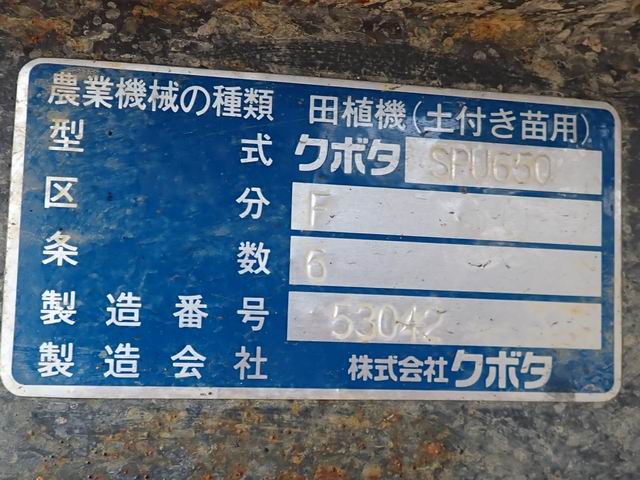 農業機械の種類 田植機(土付き苗用)
型式 クボタ SPU650
区分 F
条数 6
製造番号 53042
製造会社 株式会社クボタ